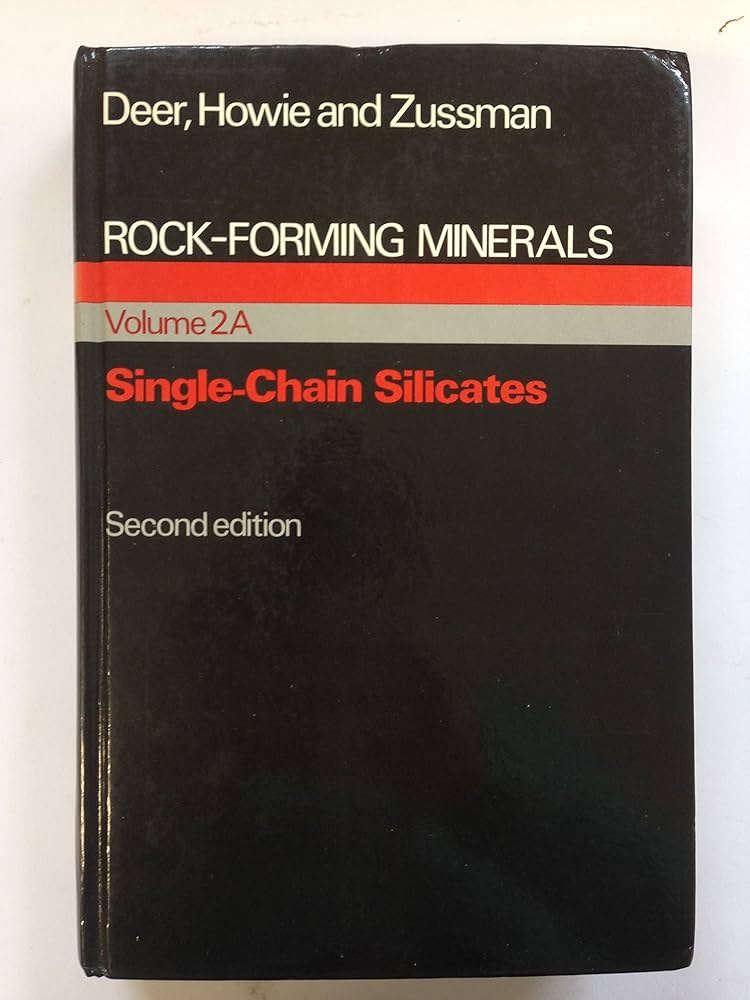 Deer, Howie and Zussman
ROCK-FORMING MINERALS
Volume 2A
Single-Chain Silicates
Second edition